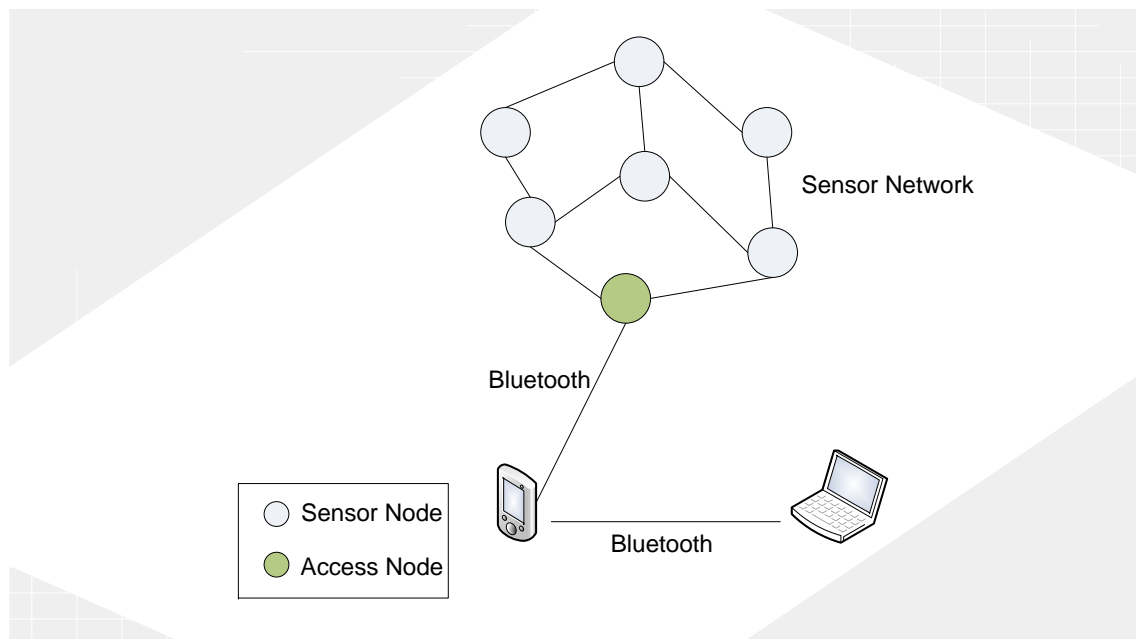 Sensor Network
Bluetooth
Sensor Node
Access Node
Bluetooth